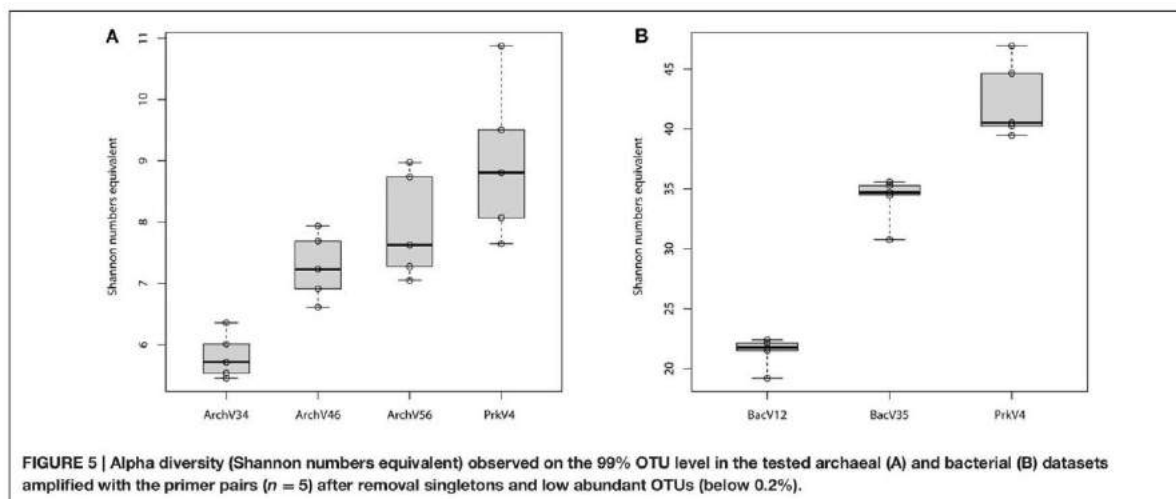 A
11
10
9
8
7
6
Shannon numbers equivalent
ArchV34 ArchV46 ArchV56 PrkV4
B
45
40
35
30
25
20
Shannon numbers equivalent
BacV12 BacV35 PrkV4
FIGURE 5 | Alpha diversity (Shannon numbers equivalent) observed on the 99% OTU level in the tested archaeal (A) and bacterial (B) datasets
amplified with the primer pairs (n = 5) after removal singletons and low abundant OTUs (below 0.2%).